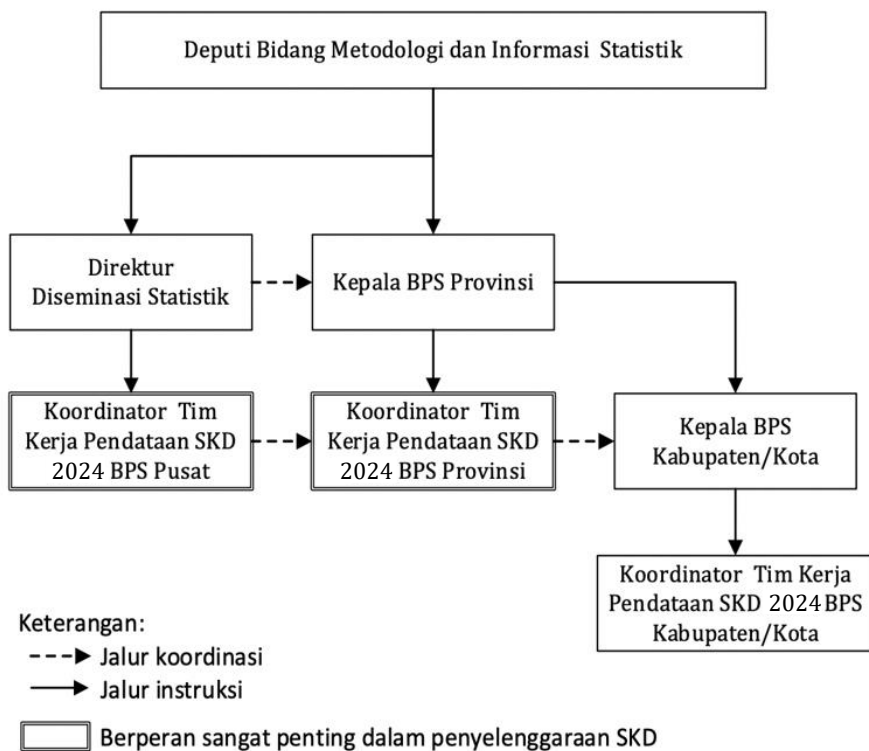 Deputi Bidang Metodologi dan Informasi Statistik
Direktur
Diseminasi Statistik
Kepala BPS Provinsi
Koordinator Tim
Kerja Pendataan SKD
2024 BPS Pusat
Koordinator Tim
Kerja Pendataan SKD
2024 BPS Provinsi
Kepala BPS
Kabupaten/Kota
Koordinator Tim Kerja
Pendataan SKD 2024 BPS
Kabupaten/Kota
Keterangan:
Jalur koordinasi
Jalur instruksi
Berperan sangat penting dalam penyelenggaraan SKD